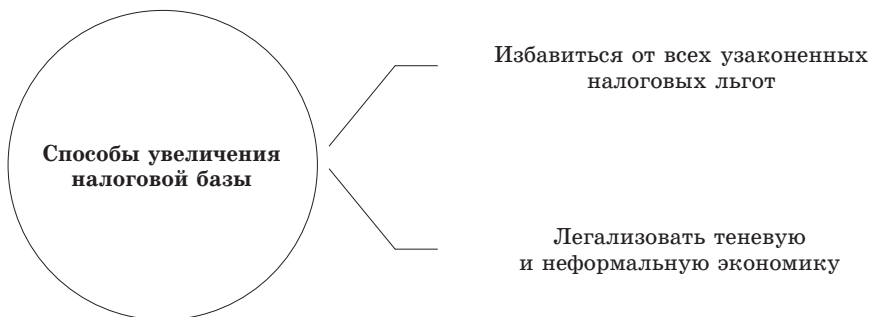 Избавиться от всех узаконенных
налоговых льгот
Способы увеличения
налоговой базы
Легализовать теневую
и неформальную экономику